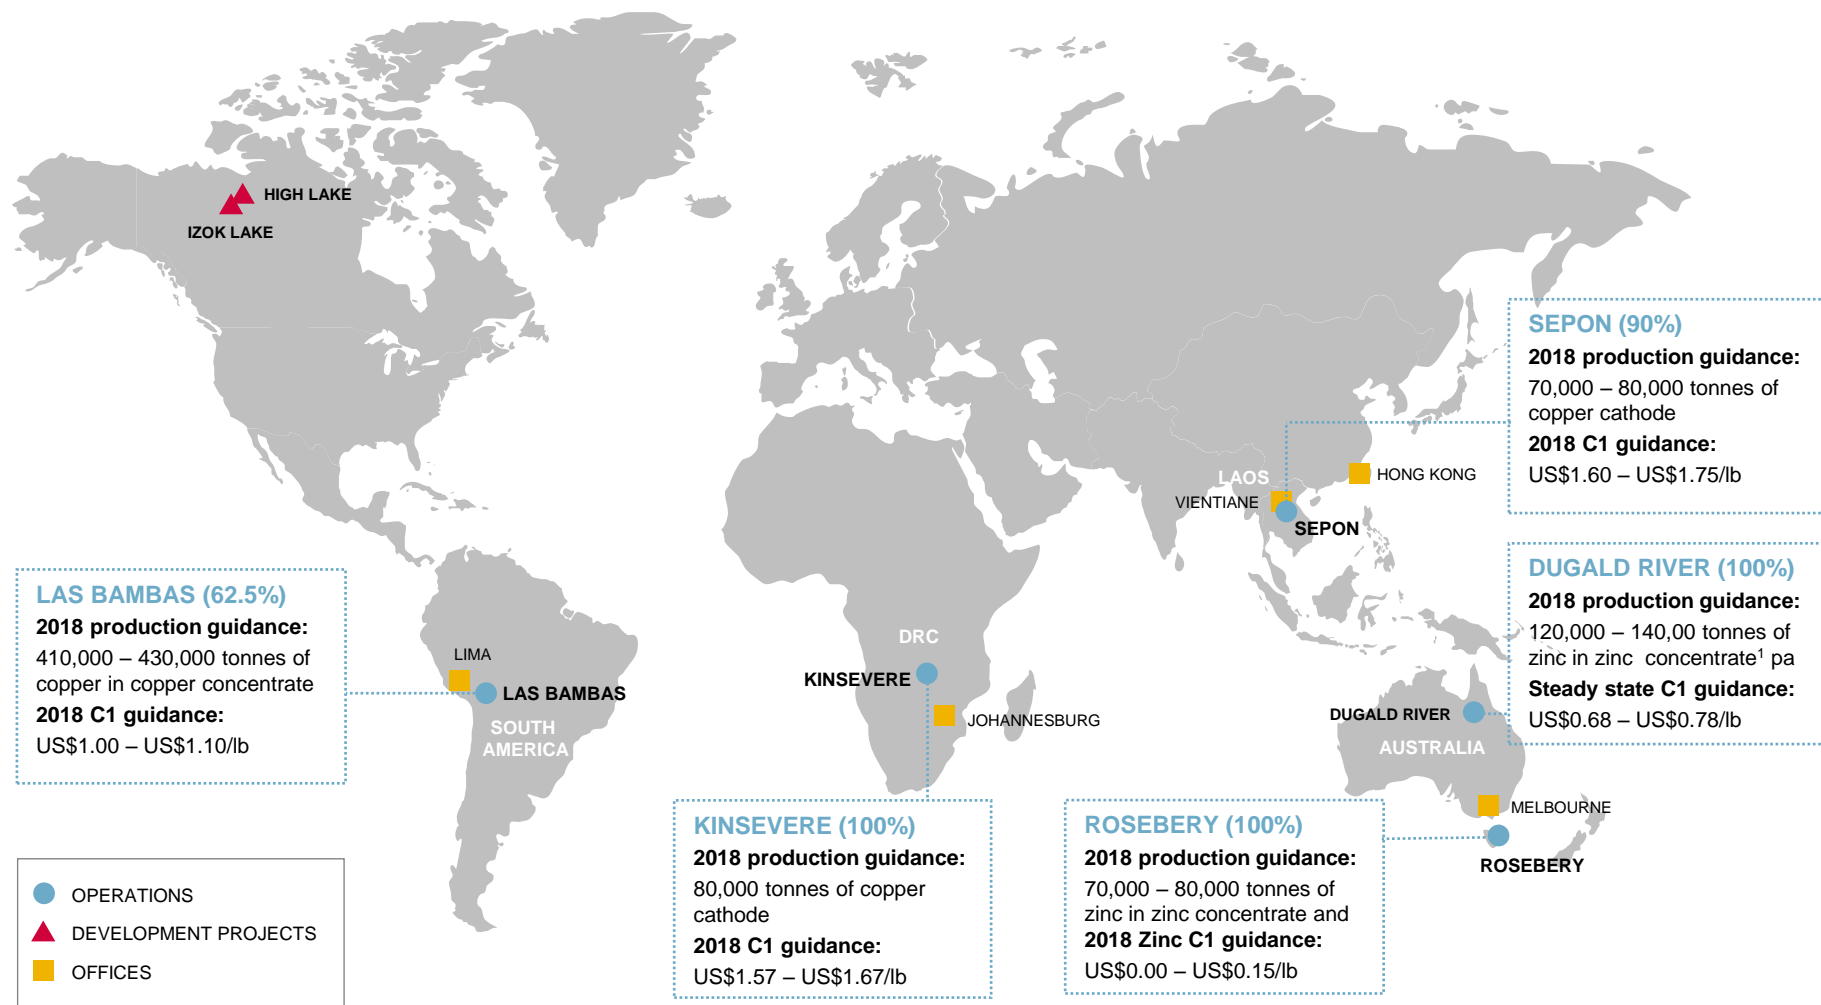 HIGH LAKE
IZOK LAKE
SEPON (90%)
2018 production guidance:
70,000 – 80,000 tonnes of
copper cathode
2018 C1 guidance:
US$1.60 – US$1.75/lb
LAOS
HONG KONG
VIENTIANE
SEPON
DUGALD RIVER (100%)
2018 production guidance:
120,000 – 140,00 tonnes of
zinc in zinc  concentrate¹ pa
Steady state C1 guidance:
US$0.68 – US$0.78/lb
LAS BAMBAS (62.5%)
2018 production guidance:
410,000 – 430,000 tonnes of
copper in copper concentrate
2018 C1 guidance:
US$1.00 – US$1.10/lb
LIMA
LAS BAMBAS
SOUTH
AMERICA
DRC
KINSEVERE
JOHANNESBURG
DUGALD RIVER
AUSTRALIA
MELBOURNE
ROSEBERY
KINSEVERE (100%)
2018 production guidance:
80,000 tonnes of copper
cathode
2018 C1 guidance:
US$1.57 – US$1.67/lb
ROSEBERY (100%)
2018 production guidance:
70,000 – 80,000 tonnes of
zinc in zinc concentrate and
2018 Zinc C1 guidance:
US$0.00 – US$0.15/lb
OPERATIONS
DEVELOPMENT PROJECTS
OFFICES